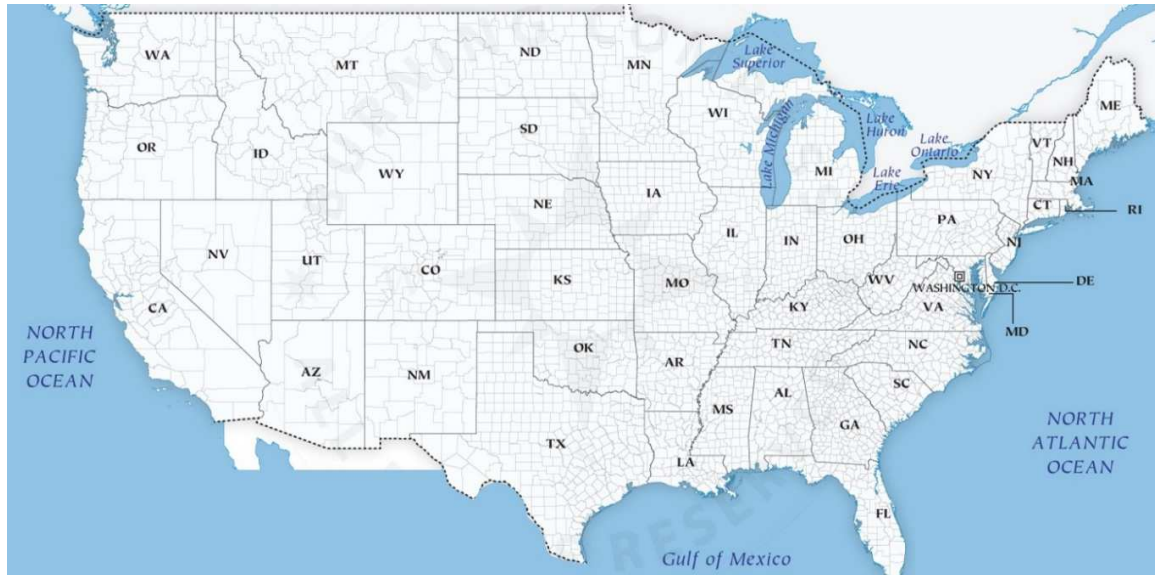 WA
MT
ND
MN
Lake
Superior
ME
OR
ID
SD
WI
Lake Michigan
Lake
Huron
Lake
Ontario
VT
NH
WY
MI
Lake
Erie
NY
MA
NE
IA
CT
RI
PA
NV
UT
CO
IL
IN
OH
NJ
KS
MO
WV
WASHINGTON D.C.
DE
CA
KY
VA
MD
NORTH
PACIFIC
OCEAN
AZ
NM
OK
AR
TN
NC
SC
TX
MS
AL
GA
NORTH
ATLANTIC
OCEAN
LA
FL
Gulf of Mexico